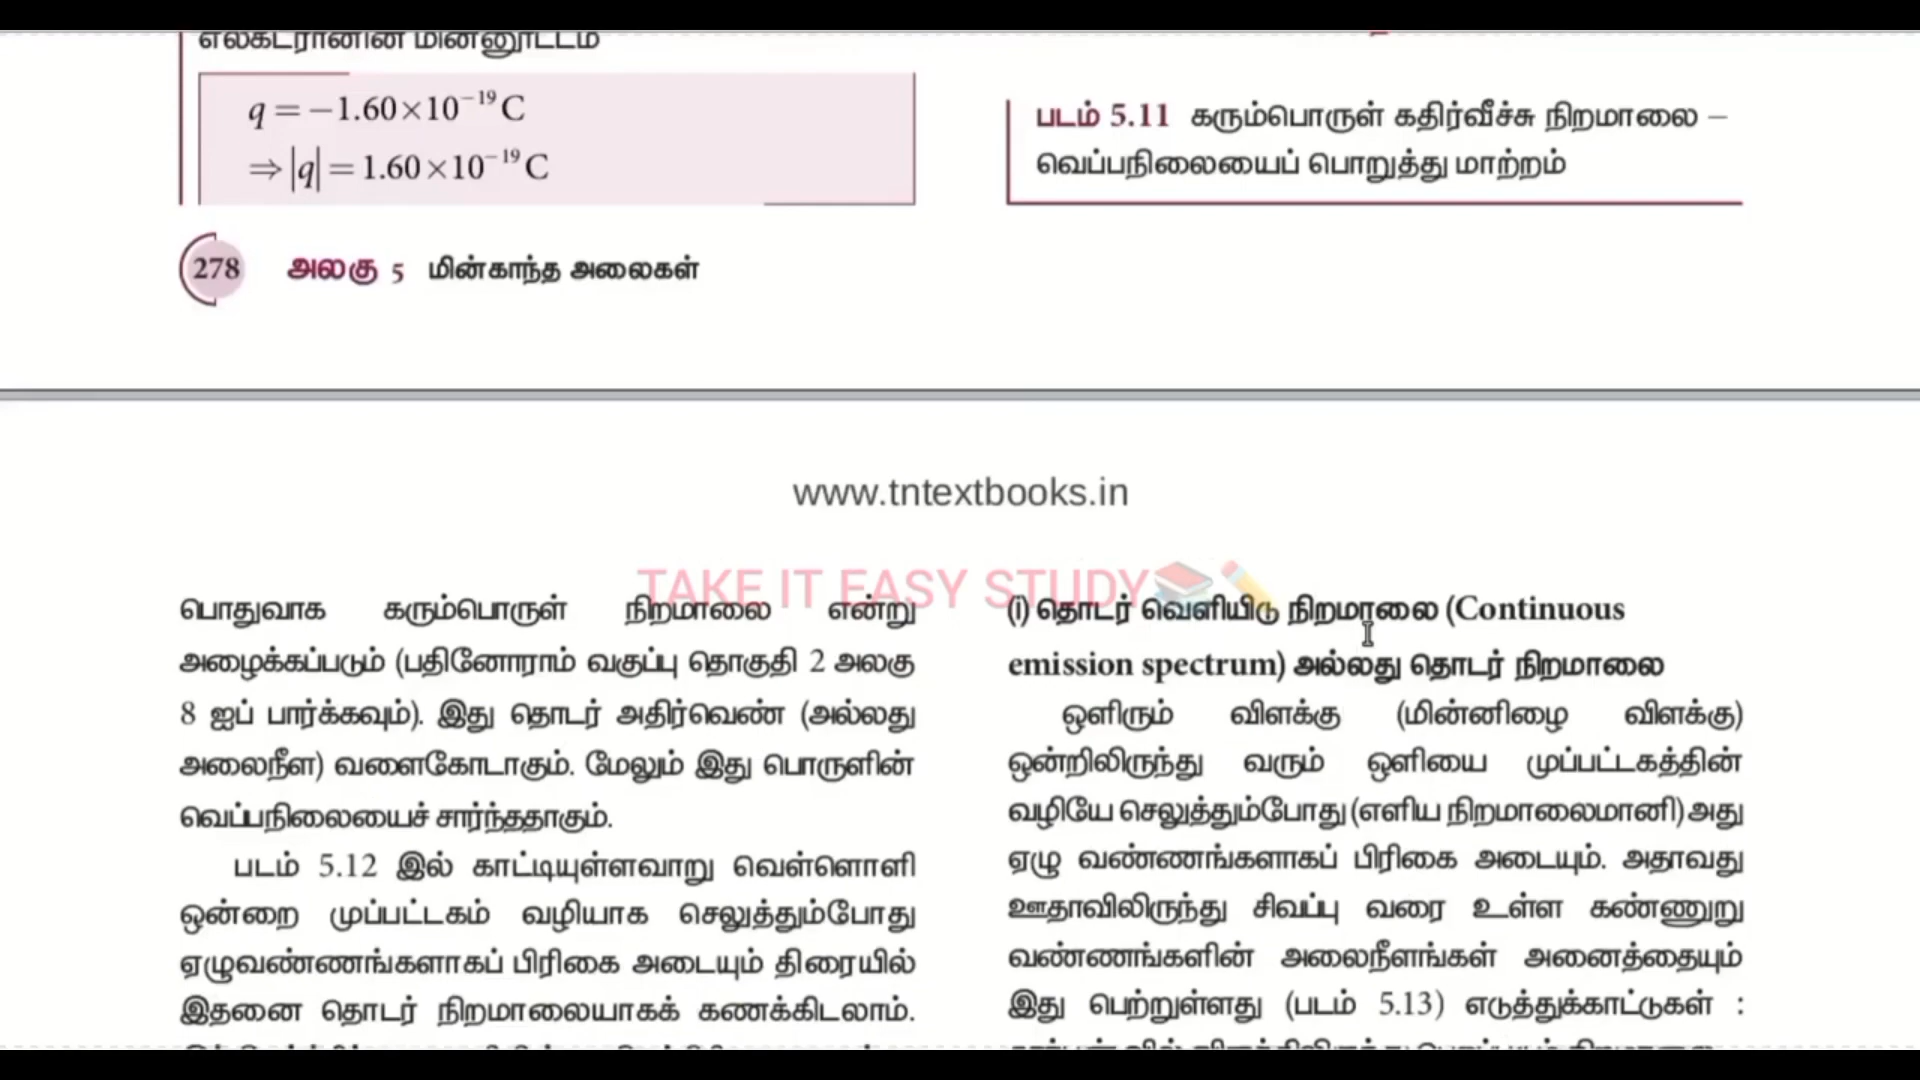 எலக்ட்ரானின் மின்னூட்டம்
q = −1.60×10⁻¹⁹ C
⇒ |q| = 1.60×10⁻¹⁹ C
படம் 5.11 கரும்பொருள் கதிர்வீச்சு நிறமாலை –
வெப்பநிலையைப் பொறுத்து மாற்றம்
278 அலகு 5 மின்காந்த அலைகள்
www.tntextbooks.in
TAKE IT EASY STUDY📚✏️
பொதுவாக கரும்பொருள் நிறமாலை என்று
அழைக்கப்படும் (பதினோராம் வகுப்பு தொகுதி 2 அலகு
8 ஐப் பார்க்கவும்). இது தொடர் அதிர்வெண் (அல்லது
அலைநீள) வளைகோடாகும். மேலும் இது பொருளின்
வெப்பநிலையைச் சார்ந்ததாகும்.
படம் 5.12 இல் காட்டியுள்ளவாறு வெள்ளொளி
ஒன்றை முப்பட்டகம் வழியாக செலுத்தும்போது
ஏழுவண்ணங்களாகப் பிரிகை அடையும் திரையில்
இதனை தொடர் நிறமாலையாகக் கணக்கிடலாம்.
(i) தொடர் வெளியிடு நிறமாலை (Continuous
emission spectrum) அல்லது தொடர் நிறமாலை
ஒளிரும் விளக்கு (மின்னிழை விளக்கு)
ஒன்றிலிருந்து வரும் ஒளியை முப்பட்டகத்தின்
வழியே செலுத்தும்போது (எளிய நிறமாலைமானி) அது
ஏழு வண்ணங்களாகப் பிரிகை அடையும். அதாவது
ஊதாவிலிருந்து சிவப்பு வரை உள்ள கண்ணுறு
வண்ணங்களின் அலைநீளங்கள் அனைத்தையும்
இது பெற்றுள்ளது (படம் 5.13) எடுத்துக்காட்டுகள் :